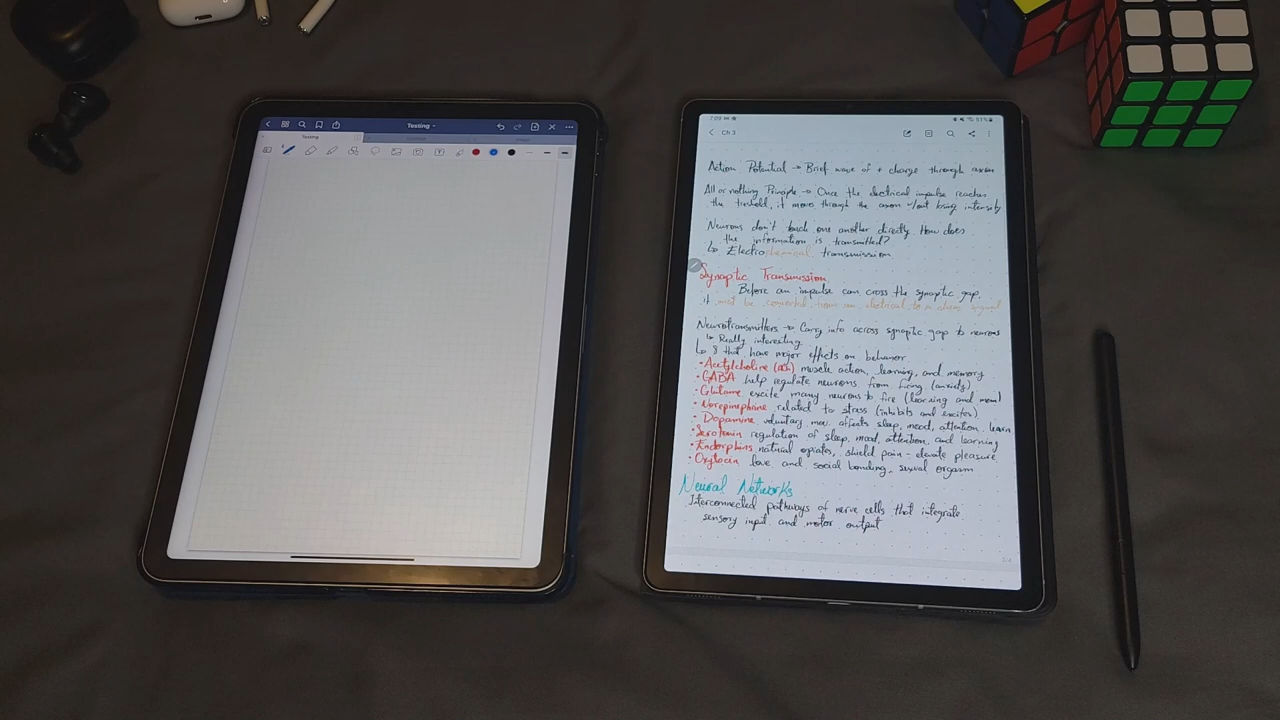 Testing
Testing
7:09
51%
Ch 3
Action Potential → Brief wave of + charge through axon
All or nothing Principle → Once the electrical impulse reaches
the treshold, it moves through the axon w/out losing intensity
Neurons don't touch one another directly. How does
the information is transmitted?
↳ Electrochemical transmission
Synaptic Transmission
Before an impulse can cross the synaptic gap,
it must be converted from an electrical to a chem signal
Neurotransmitters → Carry info across synaptic gap to neurons
↳ Really interesting
↳ 8 that have major effects on behavior
• Acetylcholine (ach) muscle action, learning, and memory
• GABA help regulate neurons from firing (anxiety)
• Glutame excite many neurons to fire (learning and mem)
• Norepinephrine related to stress (inhibits and excites)
• Dopamine voluntary mov. affects sleep, mood, attention, learn
• Serotonin regulation of sleep, mood, attention, and learning
• Endorphins natural opiates, shield pain - elevate pleasure
• Oxytocin love and social bonding, sexual orgasm
Neural Networks
Interconnected pathways of nerve cells that integrate
sensory input and motor output